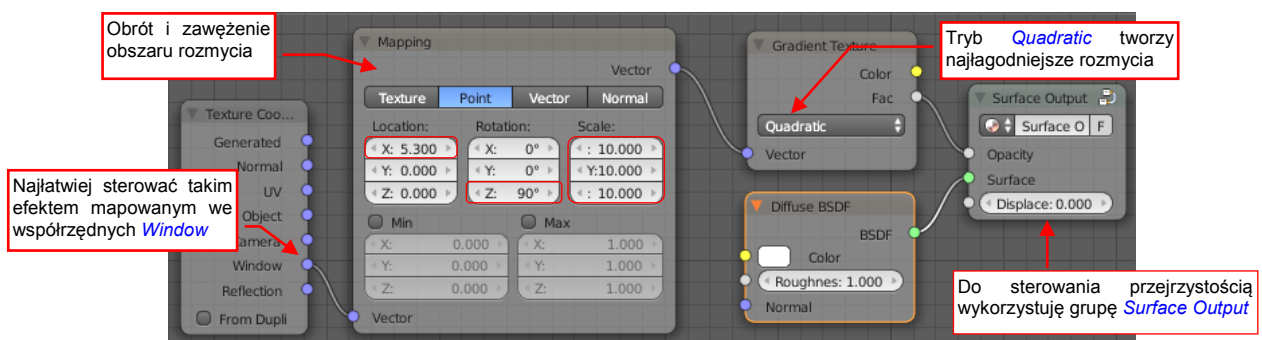 Obrót i zawężenie
obszaru rozmycia
Najłatwiej sterować takim
efektem mapowanym we
współrzędnych Window
Texture Coo...
Generated
Normal
UV
Object
Camera
Window
Reflection
From Dupli
Mapping
Vector
Texture Point Vector Normal
Location: Rotation: Scale:
X: 5.300 X: 0° : 10.000
Y: 0.000 Y: 0° Y:10.000
Z: 0.000 Z: 90° : 10.000
Min Max
X: 0.000 X: 1.000
Y: 0.000 Y: 1.000
Z: 0.000 Z: 1.000
Vector
Gradient Texture
Color
Fac
Quadratic
Vector
Diffuse BSDF
BSDF
Color
Roughnes: 1.000
Normal
Tryb Quadratic tworzy
najłagodniejsze rozmycia
Surface Output
Surface O F
Opacity
Surface
Displace: 0.000
Do sterowania przejrzystością
wykorzystuję grupę Surface Output